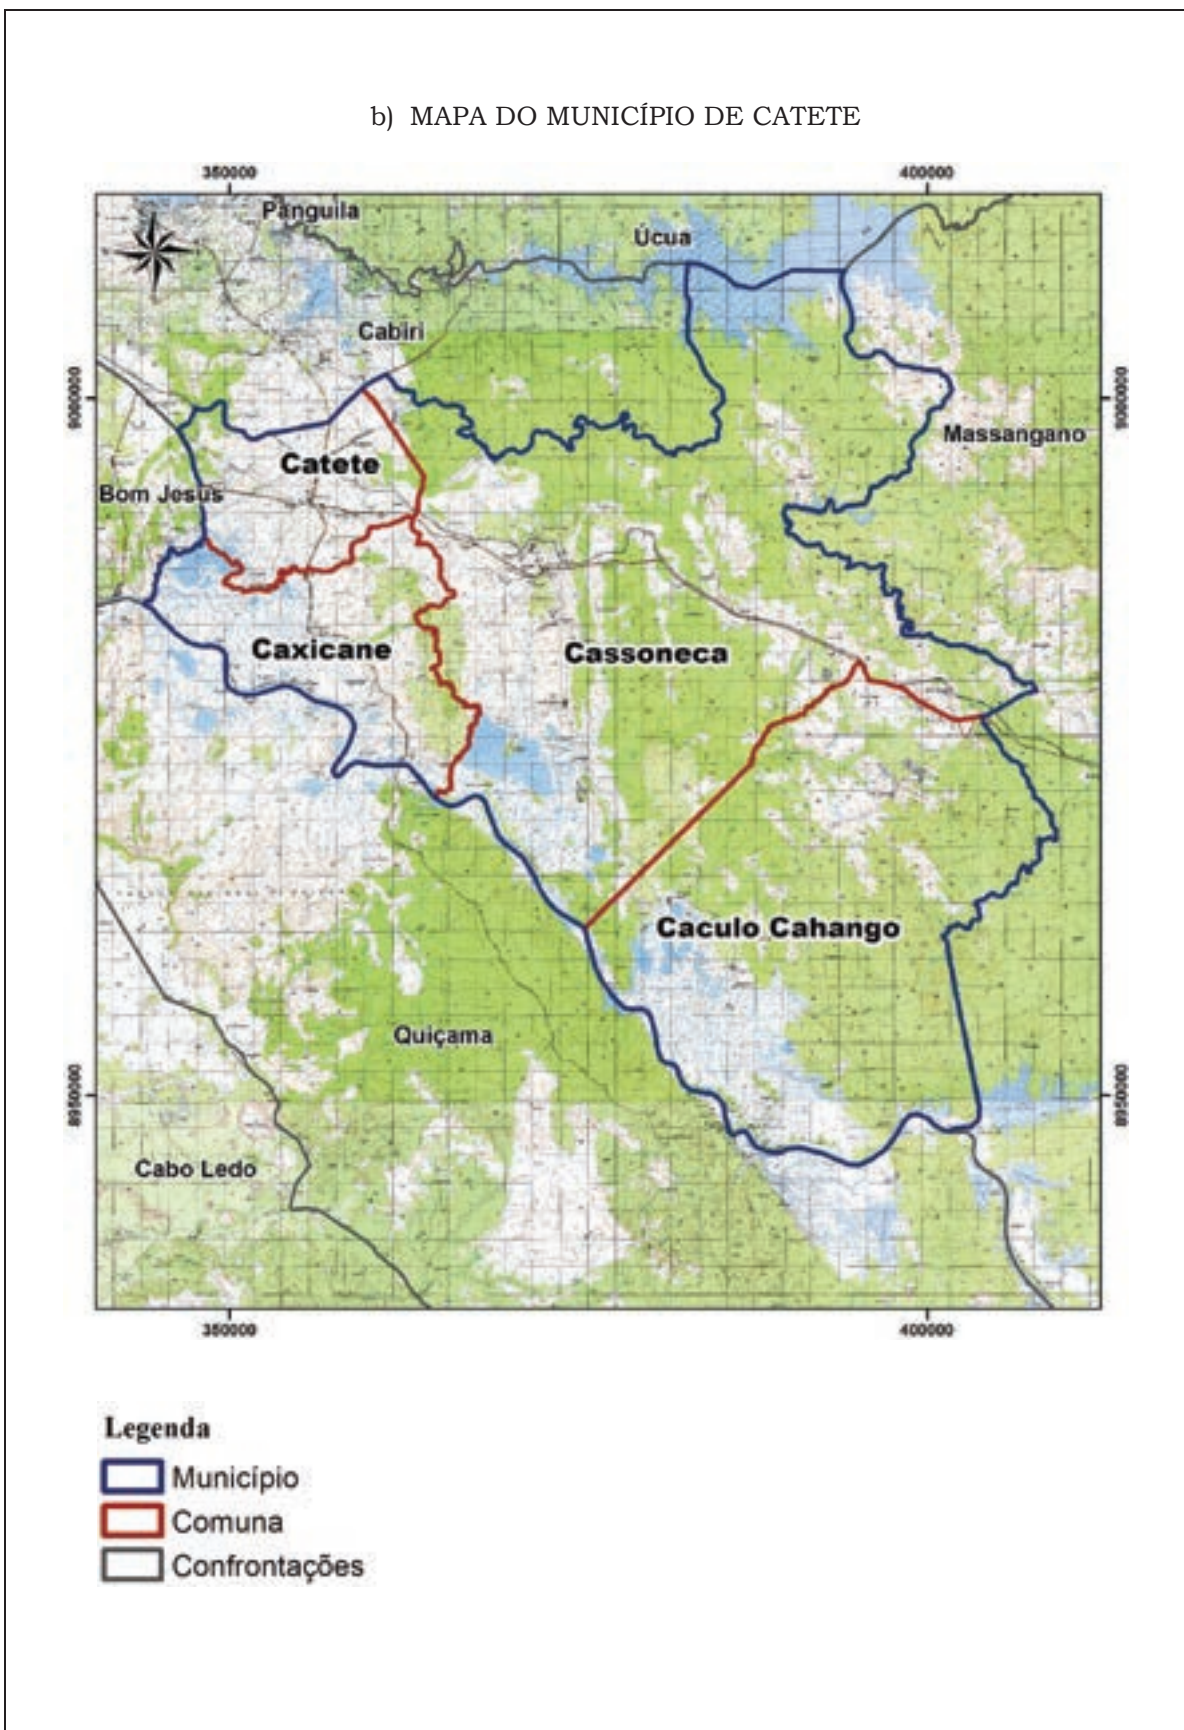 b) MAPA DO MUNICÍPIO DE CATETE
350000 400000
Panguila
Úcua
Cabiri
9000000 9000000
Massangano
Catete
Bom Jesus
Caxicane
Cassoneca
Caculo Cahango
Quiçama
8950000 8950000
Cabo Ledo
350000 400000
Legenda
Município
Comuna
Confrontações